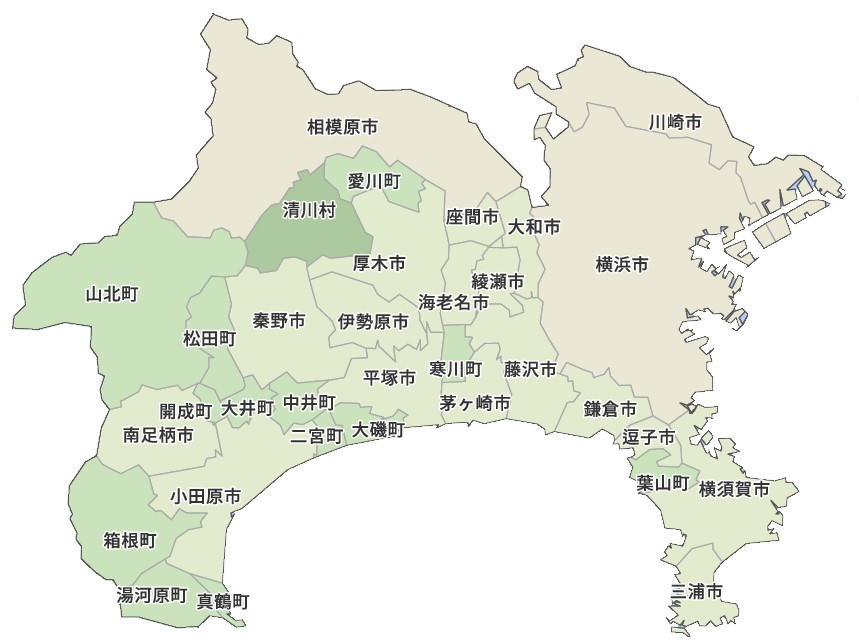 川崎市
相模原市
愛川町
清川村
座間市
大和市
厚木市
横浜市
綾瀬市
山北町
海老名市
秦野市
伊勢原市
松田町
寒川町
藤沢市
平塚市
開成町
大井町
中井町
茅ヶ崎市
鎌倉市
南足柄市
二宮町
大磯町
逗子市
葉山町
横須賀市
小田原市
箱根町
湯河原町
真鶴町
三浦市